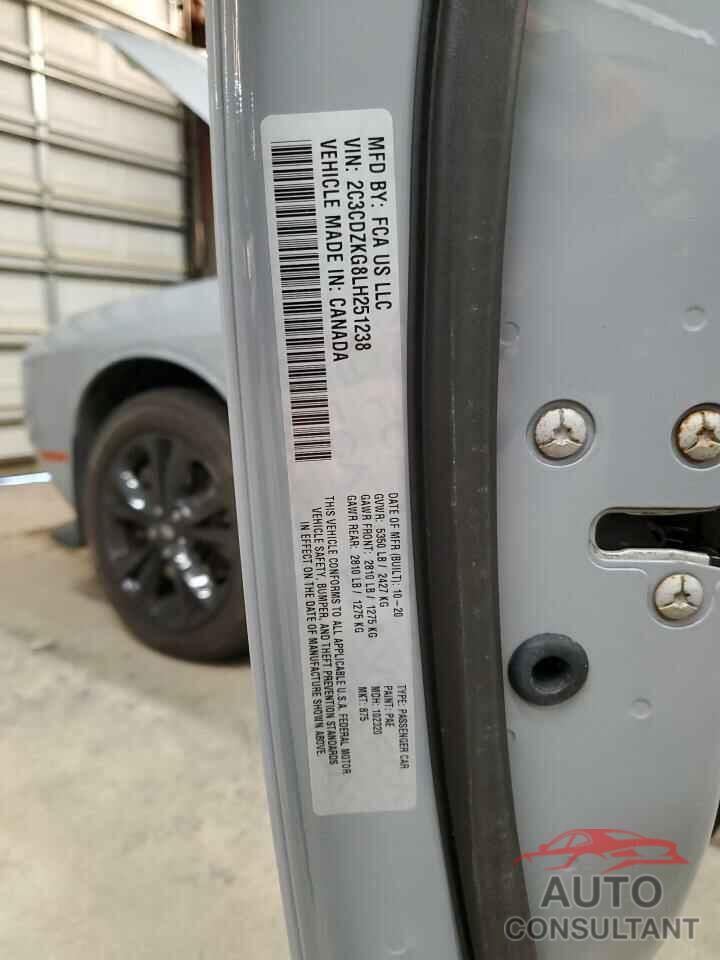 MFD BY: FCA US LLC
VIN: 2C3CDZKG8LH251238
VEHICLE MADE IN: CANADA
DATE OF MFR (BUILT): 10-20
GVWR: 5350 LB / 2427 KG
GAWR FRONT: 2810 LB / 1275 KG
GAWR REAR: 2810 LB / 1275 KG
TYPE: PASSENGER CAR
PAINT: PAE
MDH: 102320
MKT: 875
THIS VEHICLE CONFORMS TO ALL APPLICABLE U.S.A. FEDERAL MOTOR
VEHICLE SAFETY, BUMPER, AND THEFT PREVENTION STANDARDS
IN EFFECT ON THE DATE OF MANUFACTURE SHOWN ABOVE.
AUTO
CONSULTANT